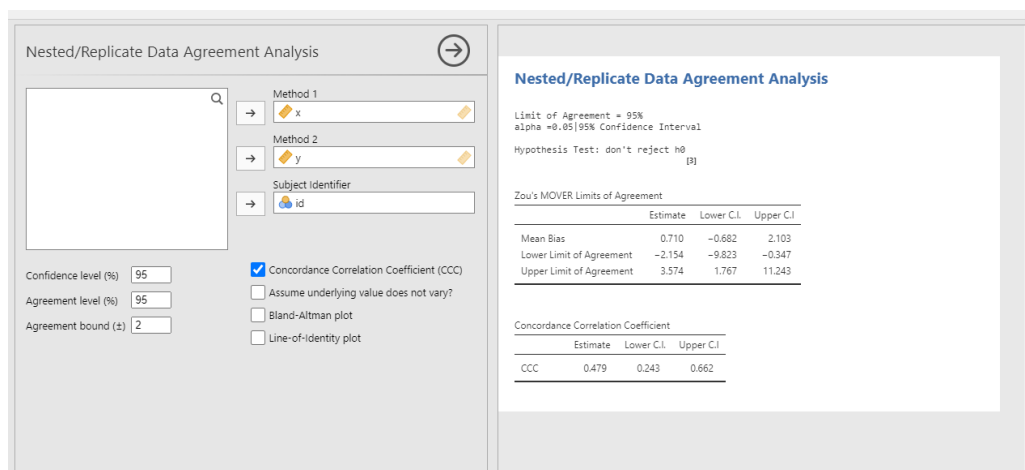 Nested/Replicate Data Agreement Analysis
Method 1
x
Method 2
y
Subject Identifier
id
Confidence level (%) 95
Agreement level (%) 95
Agreement bound (±) 2
Concordance Correlation Coefficient (CCC)
Assume underlying value does not vary?
Bland-Altman plot
Line-of-Identity plot
Nested/Replicate Data Agreement Analysis
Limit of Agreement = 95%
alpha =0.05|95% Confidence Interval
Hypothesis Test: don't reject h0
[3]
Zou's MOVER Limits of Agreement
Estimate Lower C.I. Upper C.I
Mean Bias 0.710 −0.682 2.103
Lower Limit of Agreement −2.154 −9.823 −0.347
Upper Limit of Agreement 3.574 1.767 11.243
Concordance Correlation Coefficient
Estimate Lower C.I. Upper C.I
CCC 0.479 0.243 0.662